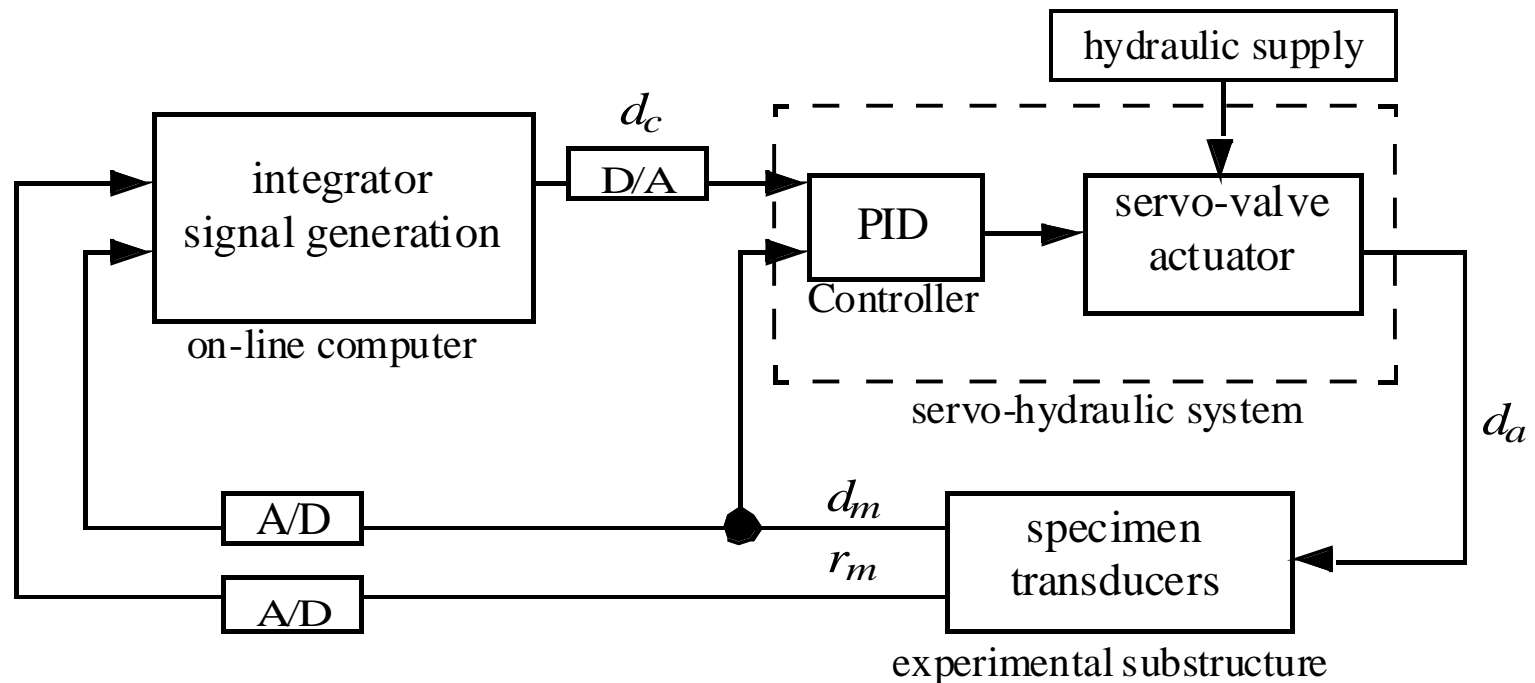 hydraulic supply
d_c
integrator
signal generation
D/A
on-line computer
PID
Controller
servo-valve
actuator
servo-hydraulic system
d_a
A/D
d_m
r_m
A/D
specimen
transducers
experimental substructure